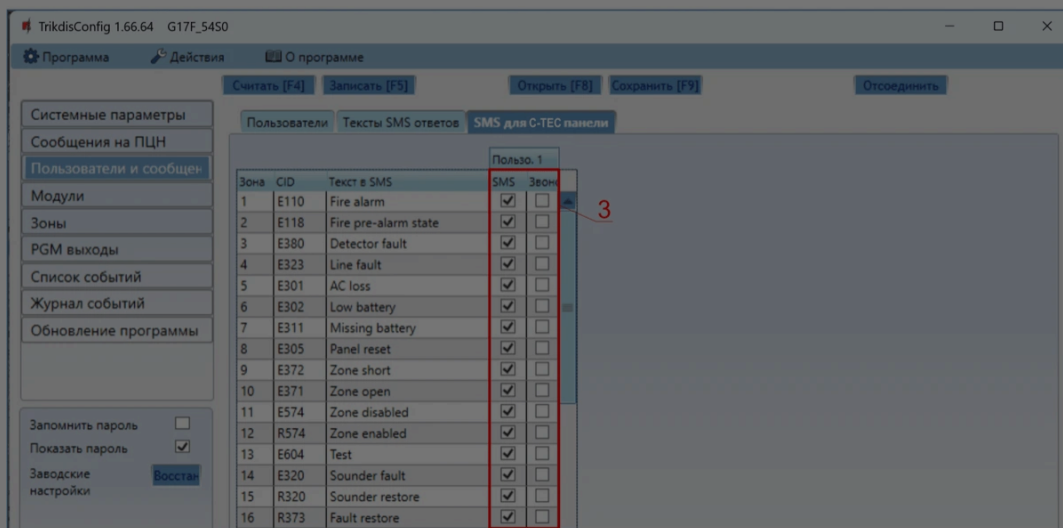 TrikdisConfig 1.66.64 G17F_54S0
Программа Действия О программе
Считать [F4] Записать [F5] Открыть [F8] Сохранить [F9] Отсоединить
Системные параметры
Сообщения на ПЦН
Пользователи и сообщен
Модули
Зоны
PGM выходы
Список событий
Журнал событий
Обновление программы
Запомнить пароль
Показать пароль
Заводские настройки Восстан
Пользователи Тексты SMS ответов SMS для C-TEC панели
Пользо. 1
Зона CID Текст в SMS SMS Звоно
1 E110 Fire alarm
2 E118 Fire pre-alarm state
3 E380 Detector fault
4 E323 Line fault
5 E301 AC loss
6 E302 Low battery
7 E311 Missing battery
8 E305 Panel reset
9 E372 Zone short
10 E371 Zone open
11 E574 Zone disabled
12 R574 Zone enabled
13 E604 Test
14 E320 Sounder fault
15 R320 Sounder restore
16 R373 Fault restore
3